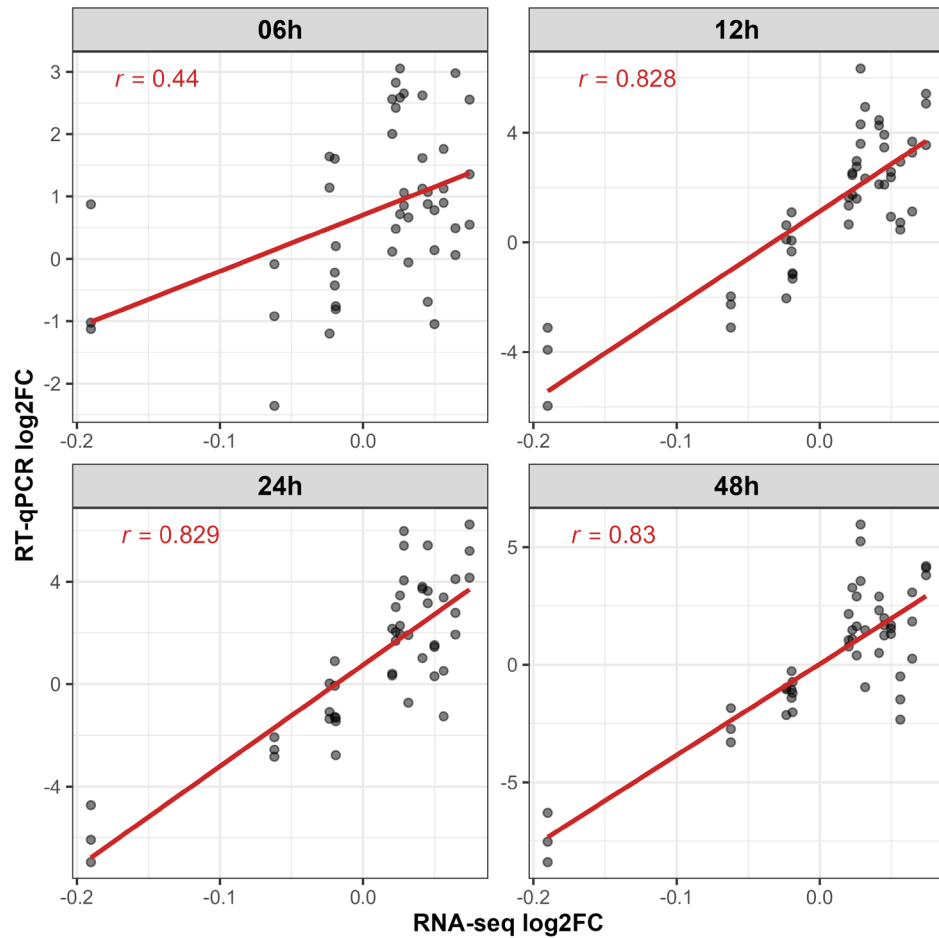 06h
12h
r = 0.44
r = 0.828
3
2
1
0
-1
-2
4
0
-4
-0.2
-0.1
0.0
-0.2
-0.1
0.0
24h
48h
r = 0.829
r = 0.83
4
0
-4
5
0
-5
-0.2
-0.1
0.0
-0.2
-0.1
0.0
RT-qPCR log2FC
RNA-seq log2FC